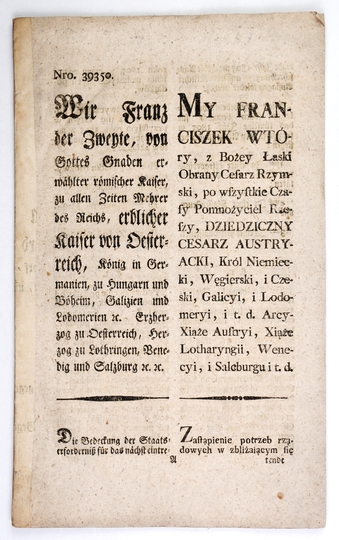 Nro. 39350.
Wir Franz
der Zweyte, von
Gottes Gnaden er-
wählter römischer Kaiser,
zu allen Zeiten Mehrer
des Reichs, erblicher
Kaiser von Oester-
reich, König in Ger-
manien, zu Hungarn und
Böheim, Galizien und
Lodomerien ꝛc. Erzher-
zog zu Oesterreich, Her-
zog zu Lothringen, Vene-
dig und Salzburg ꝛc. ꝛc.
Die Bedeckung der Staats-
erforderniß für das nächst eintre-
A
MY FRAN-
CISZEK WTÓ-
ry, z Bożey Łaski
Obrany Cesarz Rzym-
ski, po wſzyſtkie Cza-
ſy Pomnożyciel Rze-
ſzy, DZIEDZICZNY
CESARZ AUSTRY-
ACKI, Król Niemiec-
ki, Węgierski, i Cze-
ski, Galicyi, i Lodo-
meryi, i t. d. Arcy-
Xiąże Auſtryi, Xiąże
Lotharyngii, i Wene-
cyi, i Salcburgu i t. d.
Zaſtąpienie potrzeb rzą-
dowych w zbliżaiącym ſię
tende